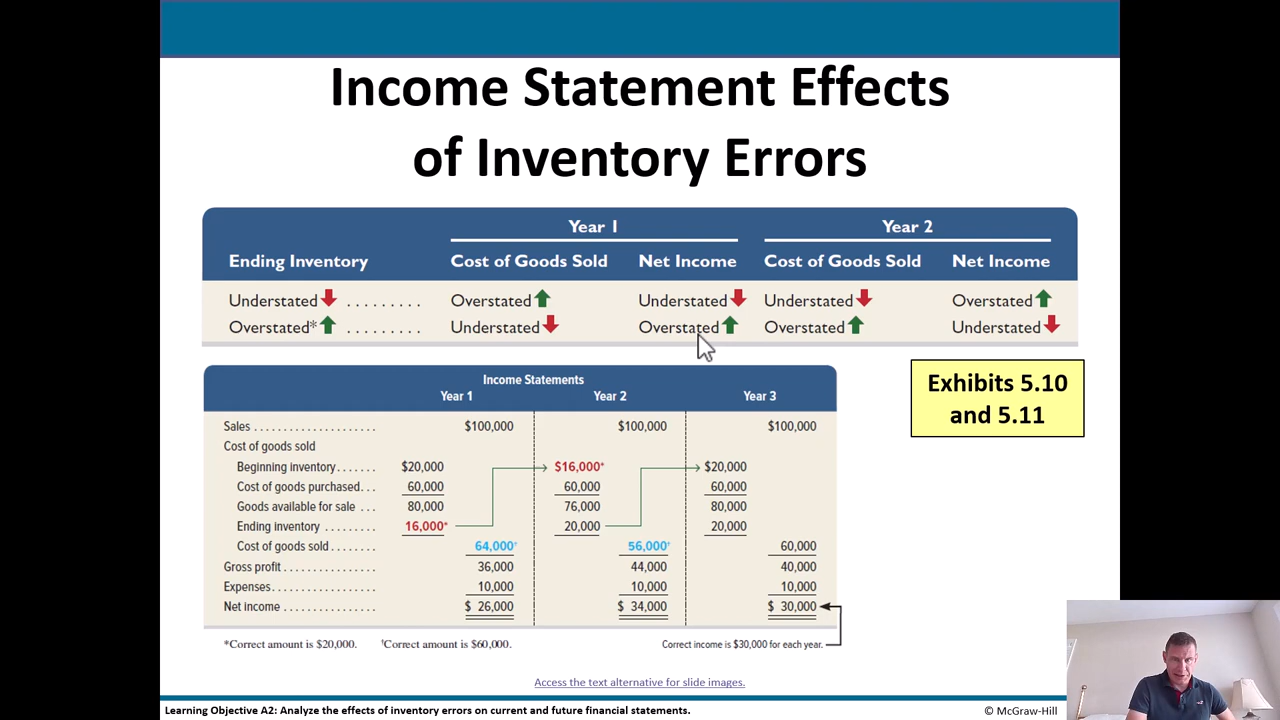 Income Statement Effects
of Inventory Errors
Year 1 Year 2
Ending Inventory Cost of Goods Sold Net Income Cost of Goods Sold Net Income
Understated ......... Overstated Understated Understated Overstated
Overstated* ......... Understated Overstated Overstated Understated
Exhibits 5.10
and 5.11
Income Statements
Year 1 Year 2 Year 3
Sales .................... $100,000 $100,000 $100,000
Cost of goods sold
Beginning inventory....... $20,000 $16,000* $20,000
Cost of goods purchased... 60,000 60,000 60,000
Goods available for sale ... 80,000 76,000 80,000
Ending inventory ......... 16,000* 20,000 20,000
Cost of goods sold........ 64,000† 56,000† 60,000
Gross profit................ 36,000 44,000 40,000
Expenses.................. 10,000 10,000 10,000
Net income ................ $ 26,000 $ 34,000 $ 30,000
*Correct amount is $20,000. †Correct amount is $60,000. Correct income is $30,000 for each year.
Access the text alternative for slide images.
Learning Objective A2: Analyze the effects of inventory errors on current and future financial statements. © McGraw-Hill